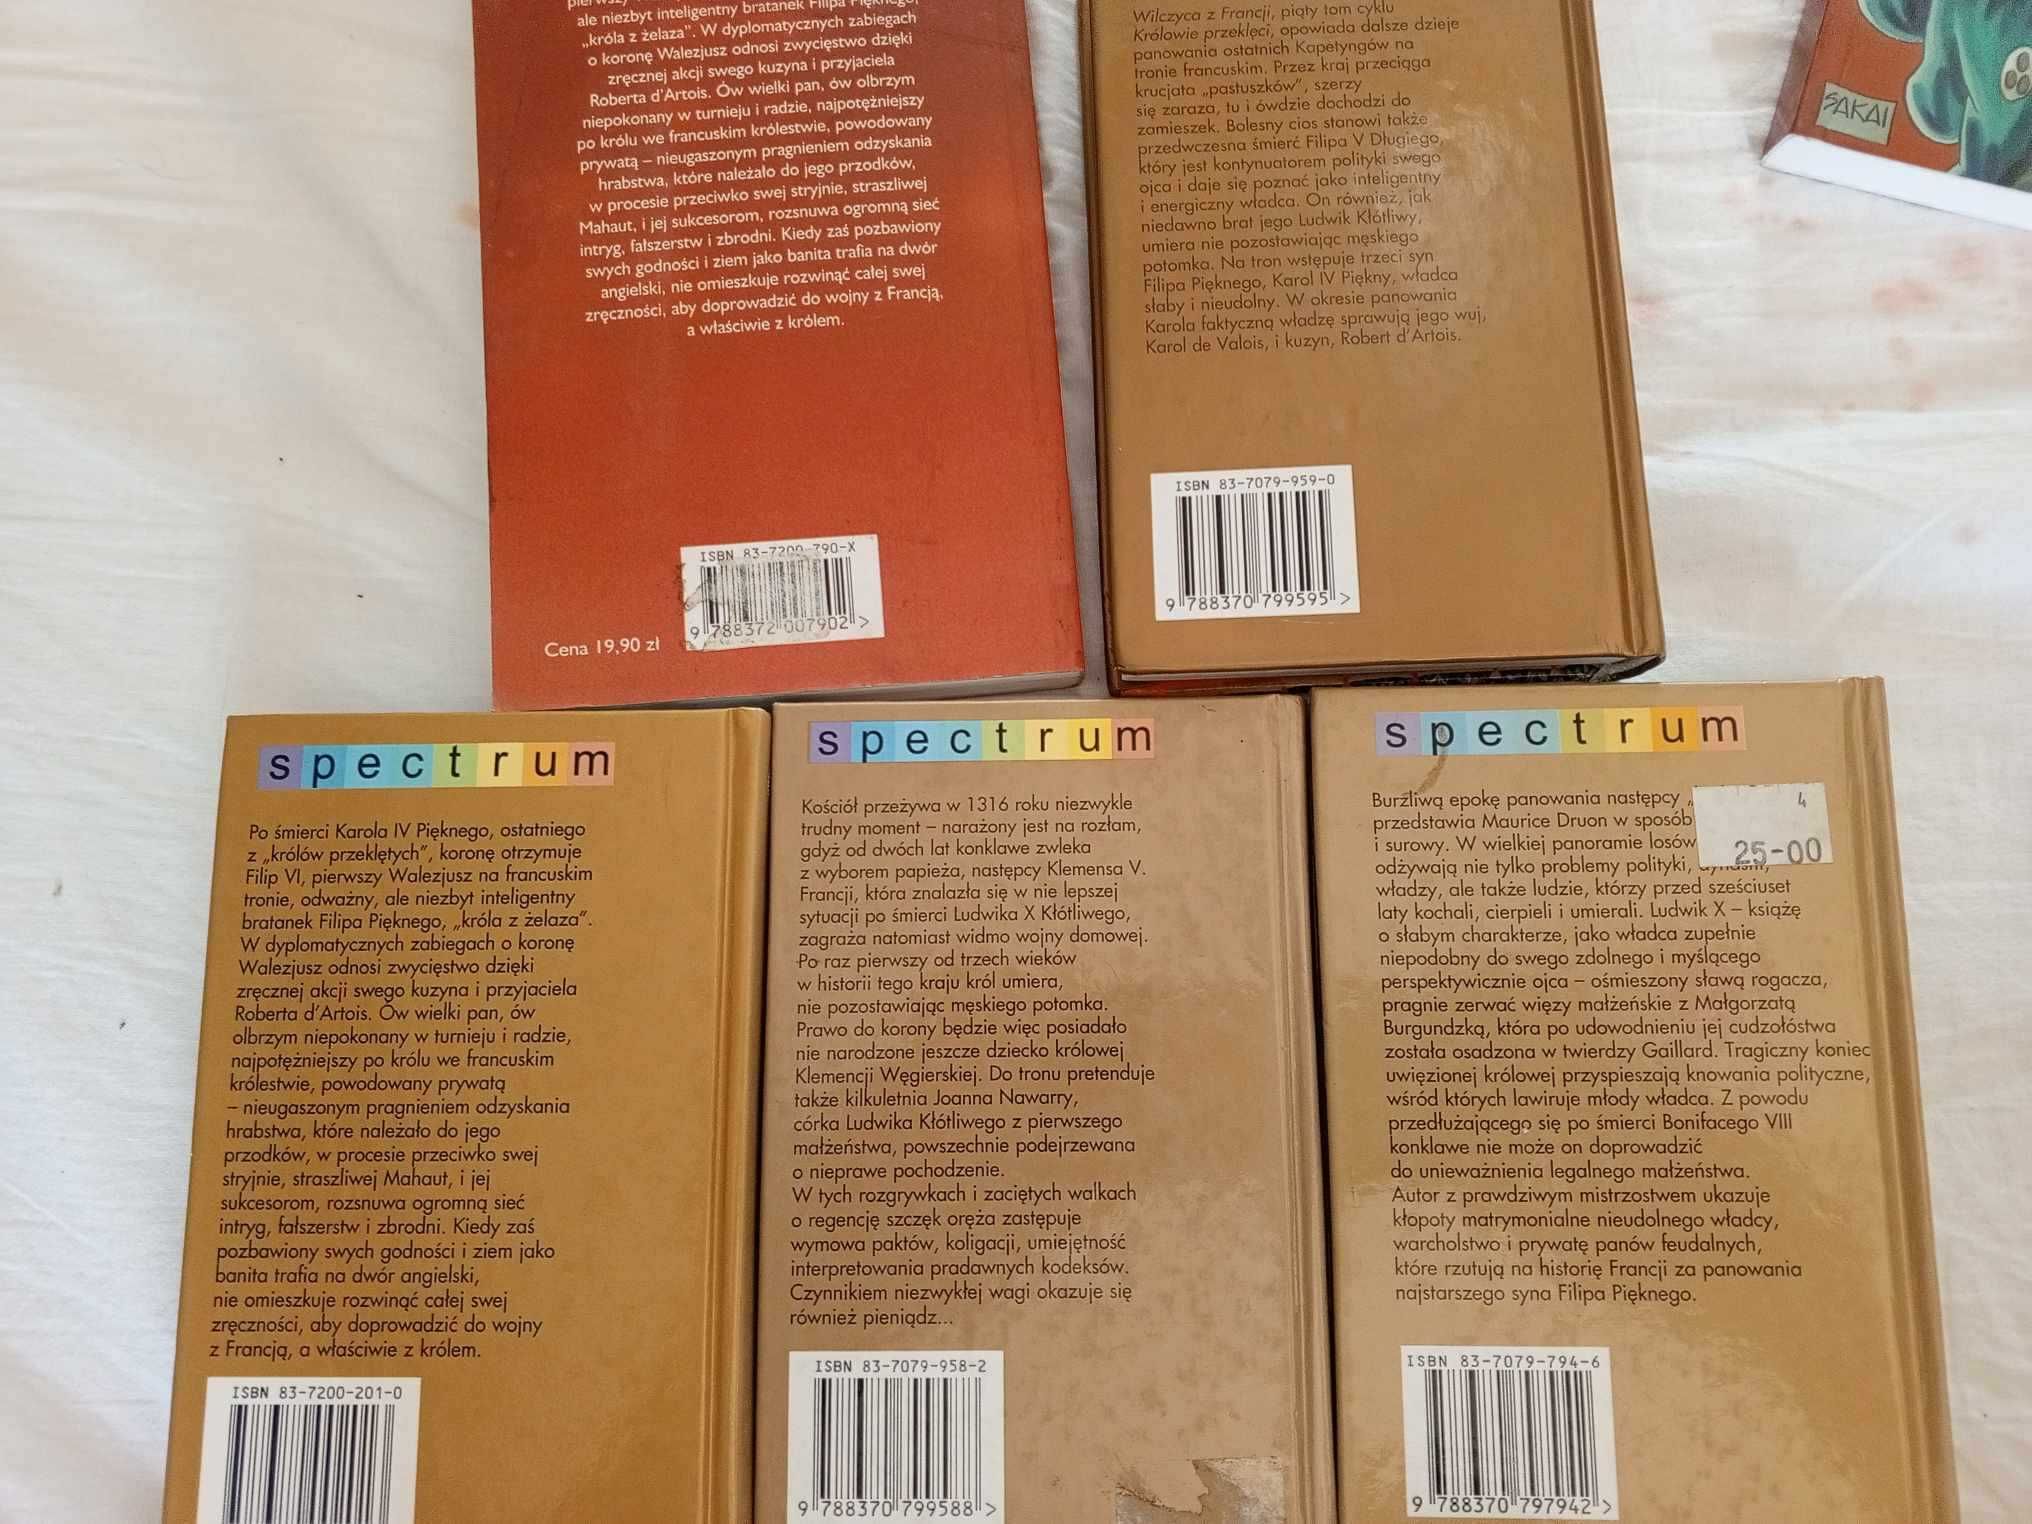 ale niezbyt inteligentny bratanek Filipa Pięknego,
„króla z żelaza”. W dyplomatycznych zabiegach
o koronę Walezjusz odnosi zwycięstwo dzięki
zręcznej akcji swego kuzyna i przyjaciela
Roberta d'Artois. Ów wielki pan, ów olbrzym
niepokonany w turnieju i radzie, najpotężniejszy
po królu we francuskim królestwie, powodowany
prywatą – nieugaszonym pragnieniem odzyskania
hrabstwa, które należało do jego przodków,
w procesie przeciwko swej stryjnie, straszliwej
Mahaut, i jej sukcesorom, rozsnuwa ogromną sieć
intryg, fałszerstw i zbrodni. Kiedy zaś pozbawiony
swych godności i ziem jako banita trafia na dwór
angielski, nie omieszkuje rozwinąć całej swej
zręczności, aby doprowadzić do wojny z Francją,
a właściwie z królem.
ISBN 83-7200-790-X
9 788372 007902 >
Cena 19,90 zł
Wilczyca z Francji, piąty tom cyklu
Królowie przeklęci, opowiada dalsze dzieje
panowania ostatnich Kapetyngów na
tronie francuskim. Przez kraj przeciąga
krucjata „pastuszków”, szerzy
się zaraza, tu i ówdzie dochodzi do
zamieszek. Bolesny cios stanowi także
przedwczesna śmierć Filipa V Długiego,
który jest kontynuatorem polityki swego
ojca i daje się poznać jako inteligentny
i energiczny władca. On również, jak
niedawno brat jego Ludwik Kłótliwy,
umiera nie pozostawiając męskiego
potomka. Na tron wstępuje trzeci syn
Filipa Pięknego, Karol IV Piękny, władca
słaby i nieudolny. W okresie panowania
Karola faktyczną władzę sprawują jego wuj,
Karol de Valois, i kuzyn, Robert d'Artois.
ISBN 83-7079-959-0
9 788370 799595 >
SAKAI
spectrum
Po śmierci Karola IV Pięknego, ostatniego
z „królów przeklętych”, koronę otrzymuje
Filip VI, pierwszy Walezjusz na francuskim
tronie, odważny, ale niezbyt inteligentny
bratanek Filipa Pięknego, „króla z żelaza”.
W dyplomatycznych zabiegach o koronę
Walezjusz odnosi zwycięstwo dzięki
zręcznej akcji swego kuzyna i przyjaciela
Roberta d'Artois. Ów wielki pan, ów
olbrzym niepokonany w turnieju i radzie,
najpotężniejszy po królu we francuskim
królestwie, powodowany prywatą
– nieugaszonym pragnieniem odzyskania
hrabstwa, które należało do jego
przodków, w procesie przeciwko swej
stryjnie, straszliwej Mahaut, i jej
sukcesorom, rozsnuwa ogromną sieć
intryg, fałszerstw i zbrodni. Kiedy zaś
pozbawiony swych godności i ziem jako
banita trafia na dwór angielski,
nie omieszkuje rozwinąć całej swej
zręczności, aby doprowadzić do wojny
z Francją, a właściwie z królem.
ISBN 83-7200-201-0
spectrum
Kościół przeżywa w 1316 roku niezwykle
trudny moment – narażony jest na rozłam,
gdyż od dwóch lat konklawe zwleka
z wyborem papieża, następcy Klemensa V.
Francji, która znalazła się w nie lepszej
sytuacji po śmierci Ludwika X Kłótliwego,
zagraża natomiast widmo wojny domowej.
Po raz pierwszy od trzech wieków
w historii tego kraju król umiera,
nie pozostawiając męskiego potomka.
Prawo do korony będzie więc posiadało
nie narodzone jeszcze dziecko królowej
Klemencji Węgierskiej. Do tronu pretenduje
także kilkuletnia Joanna Nawarry,
córka Ludwika Kłótliwego z pierwszego
małżeństwa, powszechnie podejrzewana
o nieprawe pochodzenie.
W tych rozgrywkach i zaciętych walkach
o regencję szczęk oręża zastępuje
wymowa paktów, koligacji, umiejętność
interpretowania pradawnych kodeksów.
Czynnikiem niezwykłej wagi okazuje się
również pieniądz...
ISBN 83-7079-958-2
9 788370 799588 >
spectrum
Burzliwą epokę panowania następcy „
przedstawia Maurice Druon w sposób
i surowy. W wielkiej panoramie losów
odżywają nie tylko problemy polityki,
władzy, ale także ludzie, którzy przed sześciuset
laty kochali, cierpieli i umierali. Ludwik X – książę
o słabym charakterze, jako władca zupełnie
niepodobny do swego zdolnego i myślącego
perspektywicznie ojca – ośmieszony sławą rogacza,
pragnie zerwać więzy małżeńskie z Małgorzatą
Burgundzką, która po udowodnieniu jej cudzołóstwa
została osadzona w twierdzy Gaillard. Tragiczny koniec
uwięzionej królowej przyspieszają knowania polityczne,
wśród których lawiruje młody władca. Z powodu
przedłużającego się po śmierci Bonifacego VIII
konklawe nie może on doprowadzić
do unieważnienia legalnego małżeństwa.
Autor z prawdziwym mistrzostwem ukazuje
kłopoty matrymonialne nieudolnego władcy,
warcholstwo i prywatę panów feudalnych,
które rzutują na historię Francji za panowania
najstarszego syna Filipa Pięknego.
4
25-00
ISBN 83-7079-794-6
9 788370 797942 >